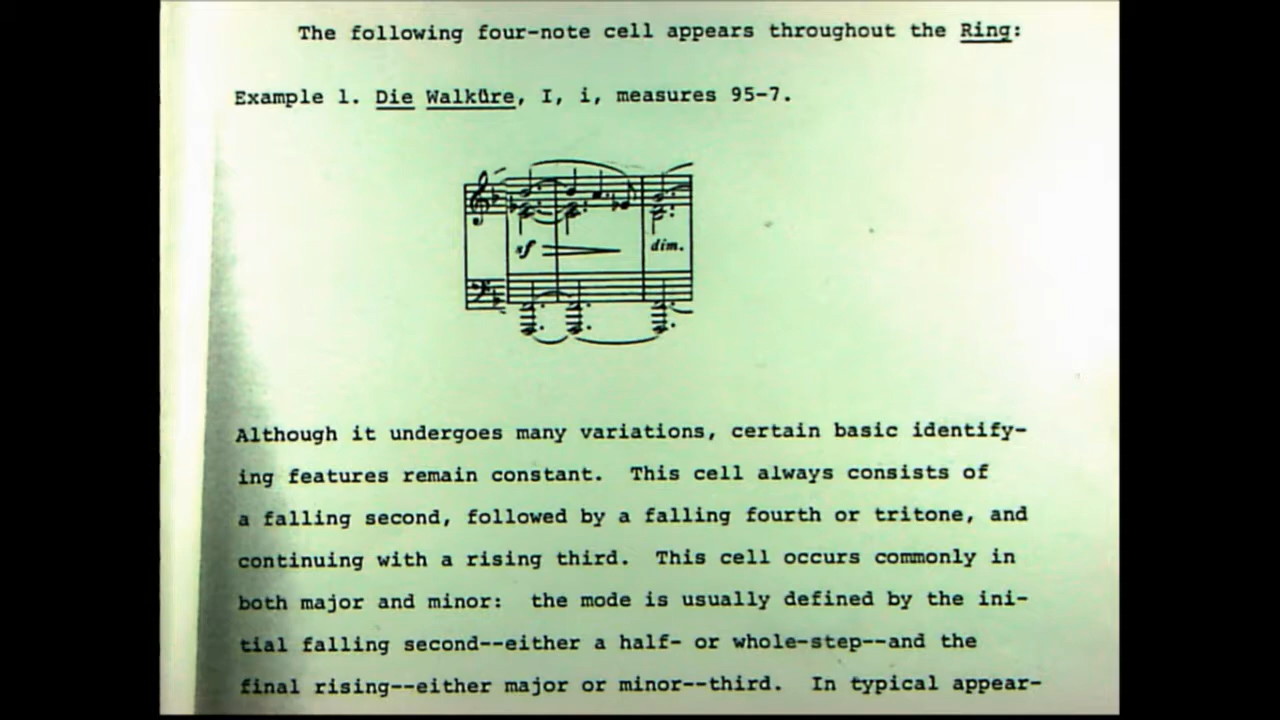 The following four-note cell appears throughout the Ring:
Example 1. Die Walküre, I, i, measures 95-7.
sf
dim.
Although it undergoes many variations, certain basic identify-
ing features remain constant. This cell always consists of
a falling second, followed by a falling fourth or tritone, and
continuing with a rising third. This cell occurs commonly in
both major and minor: the mode is usually defined by the ini-
tial falling second--either a half- or whole-step--and the
final rising--either major or minor--third. In typical appear-